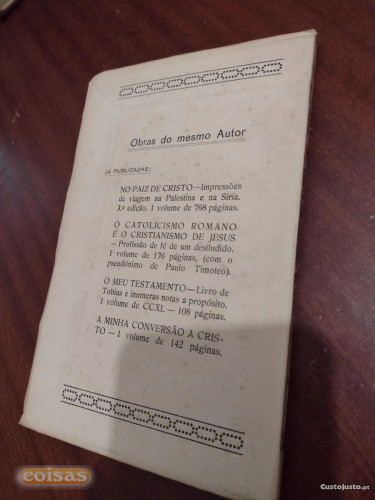 Obras do mesmo Autor
JA PUBLICADAS:
NO PAIZ DE CRISTO—Impressões
de viagem na Palestina e na Síria.
3.ª edição. 1 volume de 768 páginas.
O CATOLICISMO ROMANO
E O CRISTIANISMO DE JESUS
— Profissão de fé de um desiludido.
1 volume de 176 páginas, (com o
pseudónimo de Paulo Timoteo).
O MEU TESTAMENTO—Livro de
Tobias e inumeras notas a propósito.
1 volume de CCXL — 108 páginas.
A MINHA CONVERSÃO A CRIS-
TO — 1 volume de 142 páginas.
coisas
CustoJusto.pt